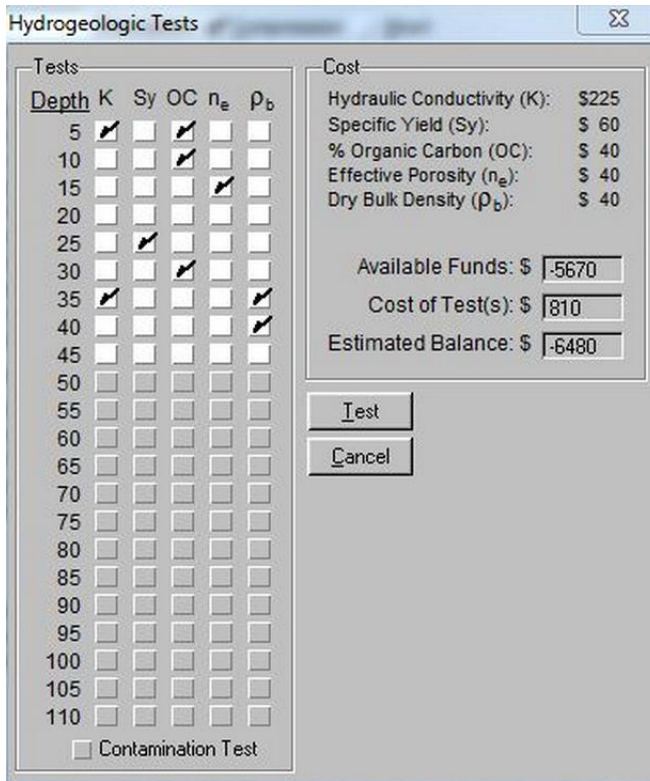 Hydrogeologic Tests
Tests
Depth K Sy OC nₑ ρb
5
10
15
20
25
30
35
40
45
50
55
60
65
70
75
80
85
90
95
100
105
110
Contamination Test
Cost
Hydraulic Conductivity (K): $225
Specific Yield (Sy): $ 60
% Organic Carbon (OC): $ 40
Effective Porosity (nₑ): $ 40
Dry Bulk Density (ρb): $ 40
Available Funds: $ -5670
Cost of Test(s): $ 810
Estimated Balance: $ -6480
Test
Cancel